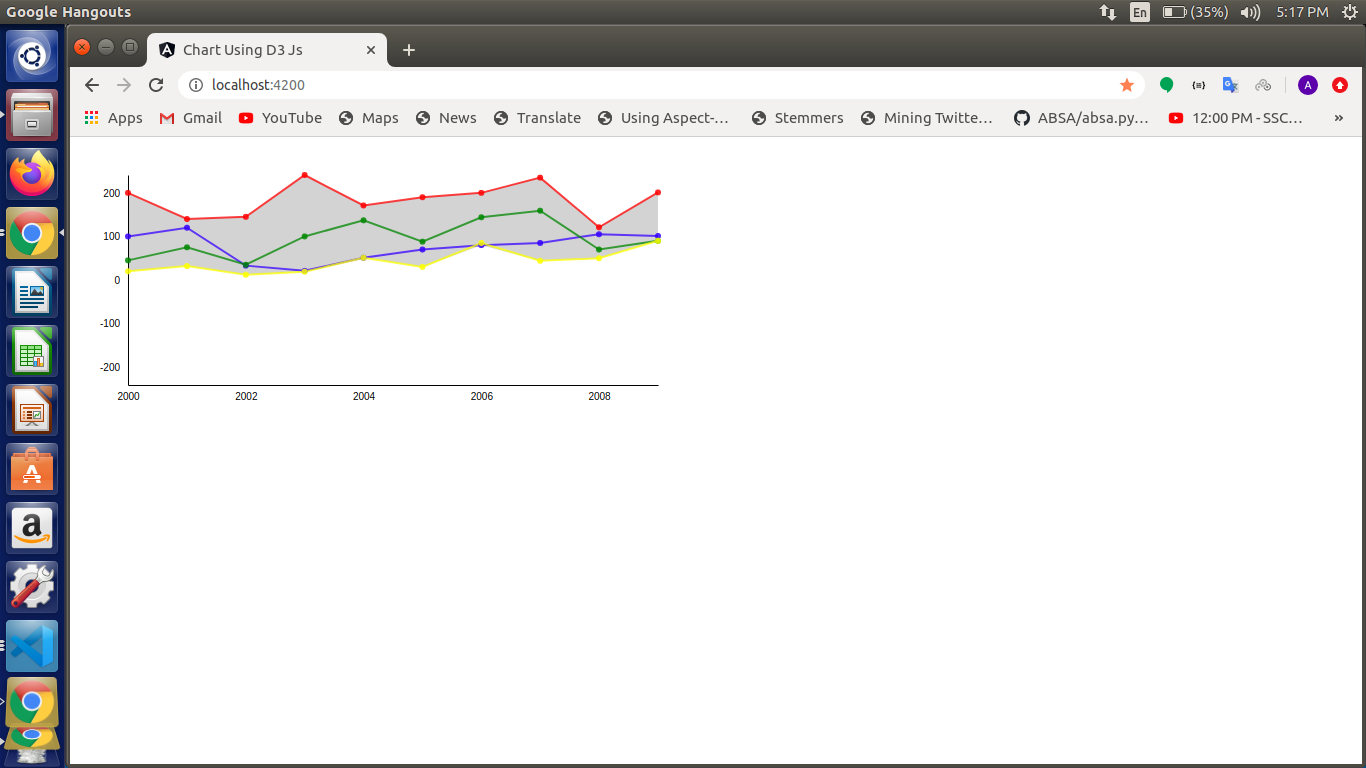 Google Hangouts
En (35%) 5:17 PM
Chart Using D3 Js
localhost:4200
A
Apps Gmail YouTube Maps News Translate Using Aspect-... Stemmers Mining Twitte... ABSA/absa.py... 12:00 PM - SSC... »
200
100
0
-100
-200
2000 2002 2004 2006 2008